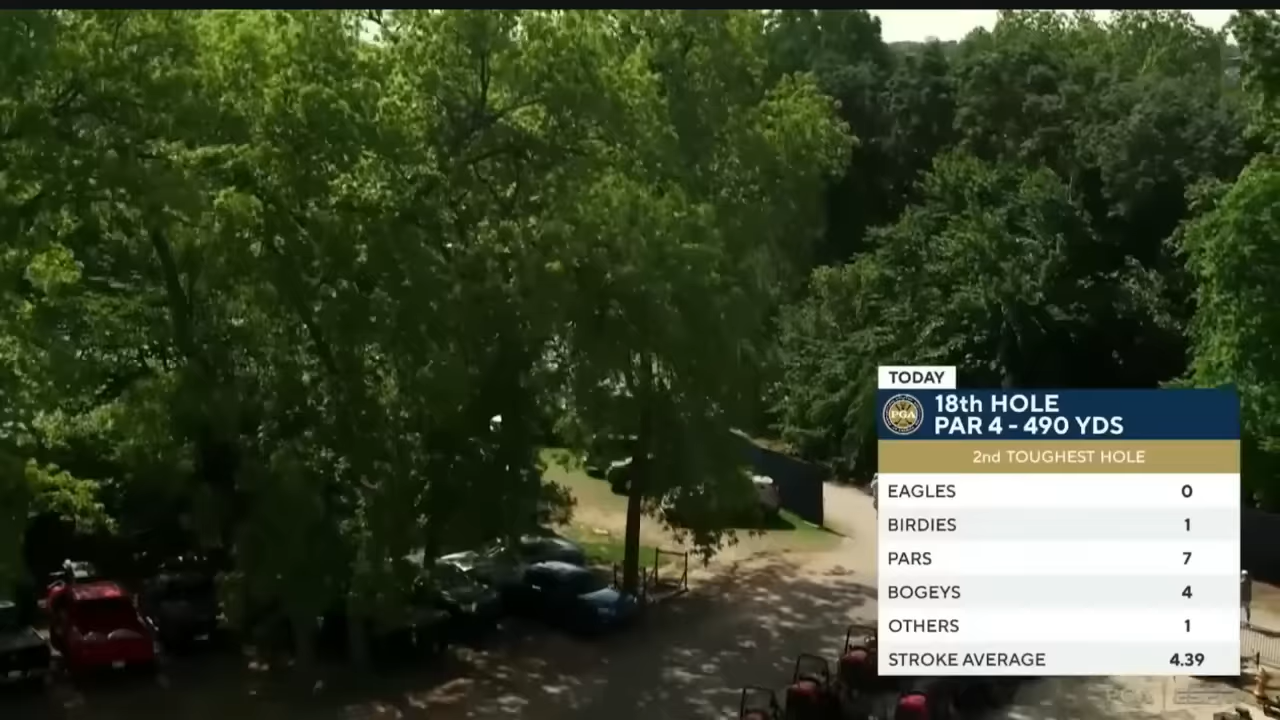 TODAY
PGA
18th HOLE
PAR 4 - 490 YDS
2nd TOUGHEST HOLE
EAGLES 0
BIRDIES 1
PARS 7
BOGEYS 4
OTHERS 1
STROKE AVERAGE 4.39